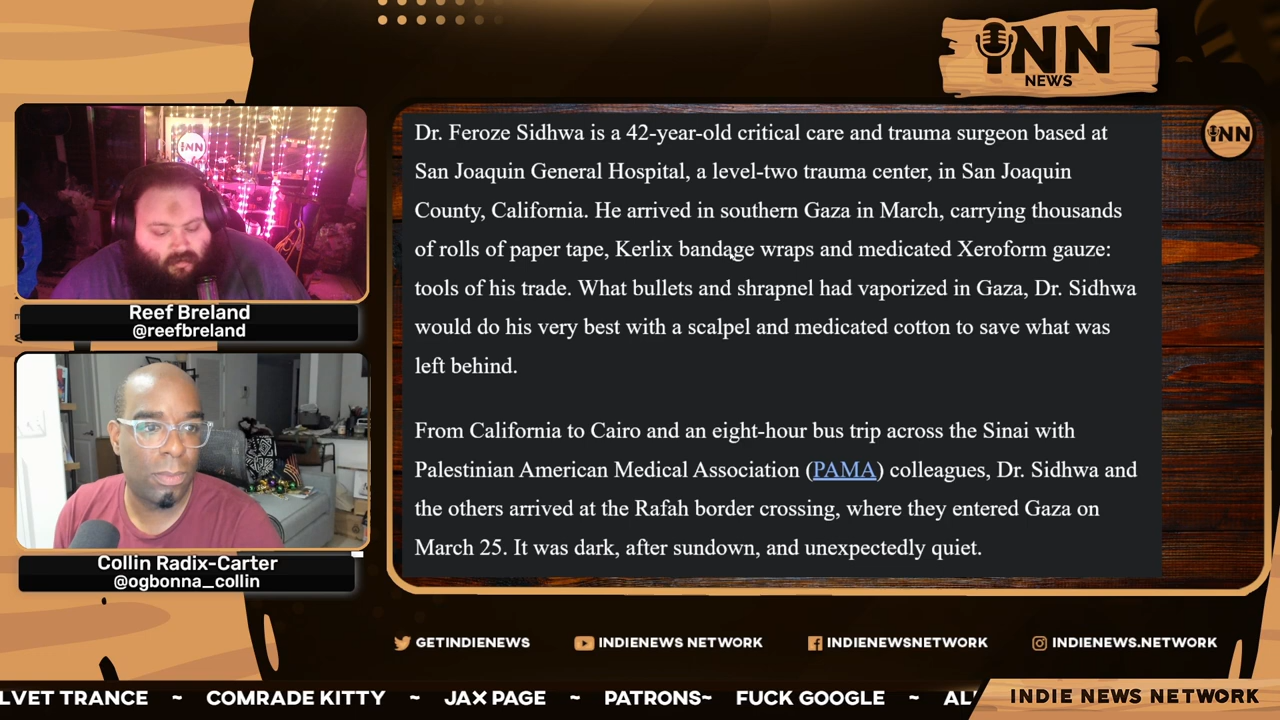 iNN
NEWS
iNN
Dr. Feroze Sidhwa is a 42-year-old critical care and trauma surgeon based at
San Joaquin General Hospital, a level-two trauma center, in San Joaquin
County, California. He arrived in southern Gaza in March, carrying thousands
of rolls of paper tape, Kerlix bandage wraps and medicated Xeroform gauze:
tools of his trade. What bullets and shrapnel had vaporized in Gaza, Dr. Sidhwa
would do his very best with a scalpel and medicated cotton to save what was
left behind.
From California to Cairo and an eight-hour bus trip across the Sinai with
Palestinian American Medical Association (PAMA) colleagues, Dr. Sidhwa and
the others arrived at the Rafah border crossing, where they entered Gaza on
March 25. It was dark, after sundown, and unexpectedly quiet.
iNN
Reef Breland
@reefbreland
Collin Radix-Carter
@ogbonna_collin
GETINDIENEWS
INDIENEWS NETWORK
INDIENEWSNETWORK
INDIENEWS.NETWORK
LVET TRANCE ~ COMRADE KITTY ~ JAX PAGE ~ PATRONS~ FUCK GOOGLE ~ AL
INDIE NEWS NETWORK